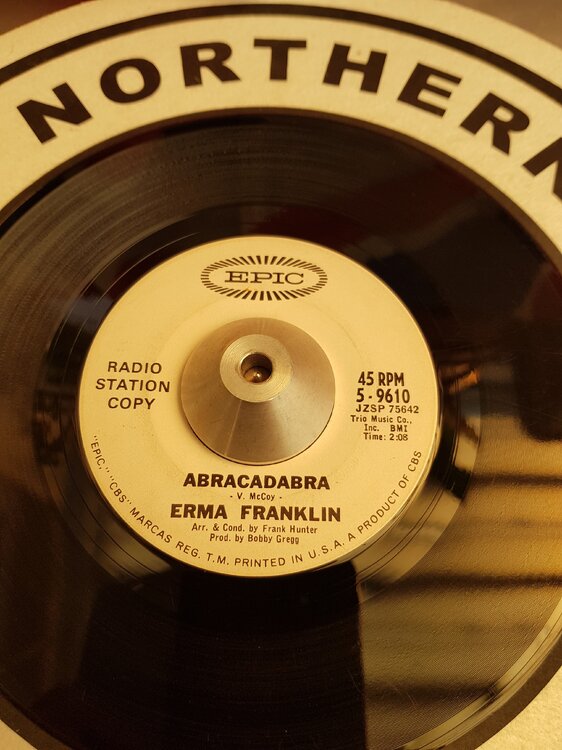 NORTHERN
EPIC
RADIO
STATION
COPY
45 RPM
5-9610
JZSP 75642
Trio Music Co.,
Inc. BMI
Time: 2:08
ABRACADABRA
- V. McCoy -
ERMA FRANKLIN
Arr. & Cond. by Frank Hunter
Prod. by Bobby Gregg
"EPIC," "CBS" MARCAS REG. T.M. PRINTED IN U.S.A. A PRODUCT OF CBS